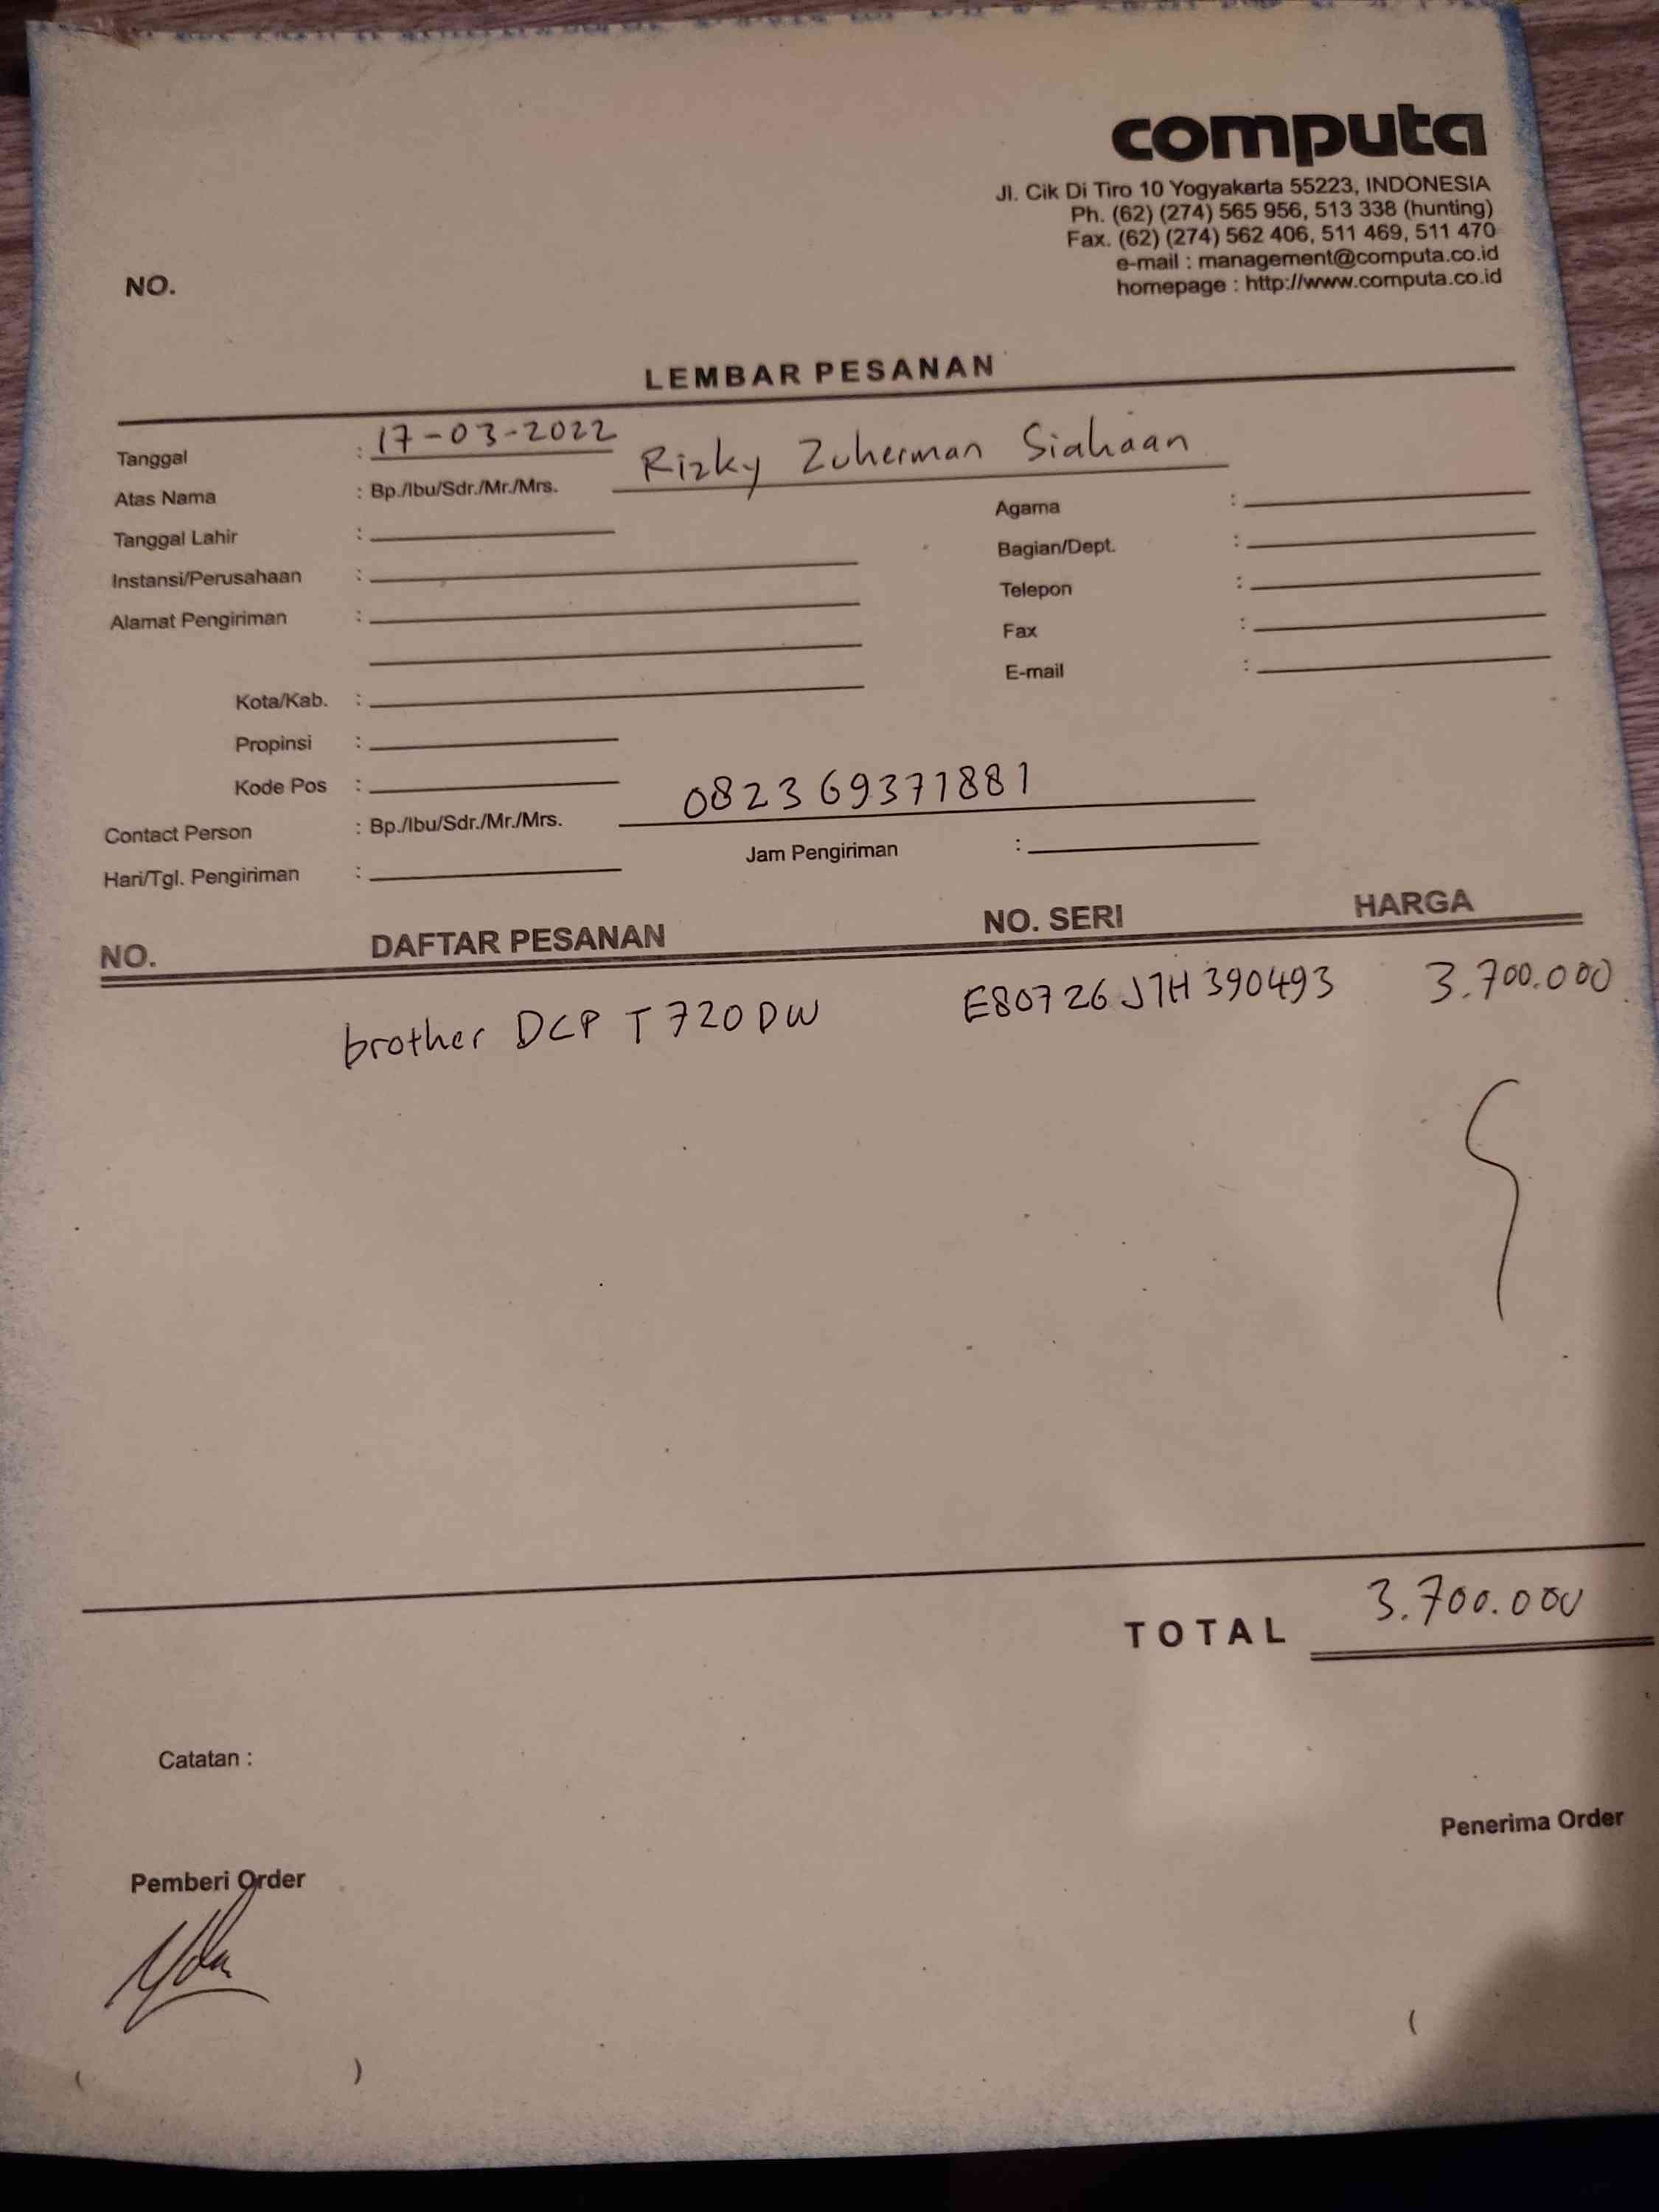 computa
Jl. Cik Di Tiro 10 Yogyakarta 55223, INDONESIA
Ph. (62) (274) 565 956, 513 338 (hunting)
Fax. (62) (274) 562 406, 511 469, 511 470
e-mail : management@computa.co.id
homepage : http://www.computa.co.id
NO.
LEMBAR PESANAN
Tanggal : 17-03-2022
Atas Nama : Bp./Ibu/Sdr./Mr./Mrs. Rizky Zuherman Siahaan
Tanggal Lahir : Agama :
Instansi/Perusahaan : Bagian/Dept. :
Alamat Pengiriman : Telepon :
Fax :
Kota/Kab. : E-mail :
Propinsi :
Kode Pos :
Contact Person : Bp./Ibu/Sdr./Mr./Mrs. 082369371881
Hari/Tgl. Pengiriman : Jam Pengiriman :
NO. DAFTAR PESANAN NO. SERI HARGA
brother DCP T720DW E80726J1H390493 3.700.000
TOTAL 3.700.000
Catatan :
Pemberi Order Penerima Order
( ) (